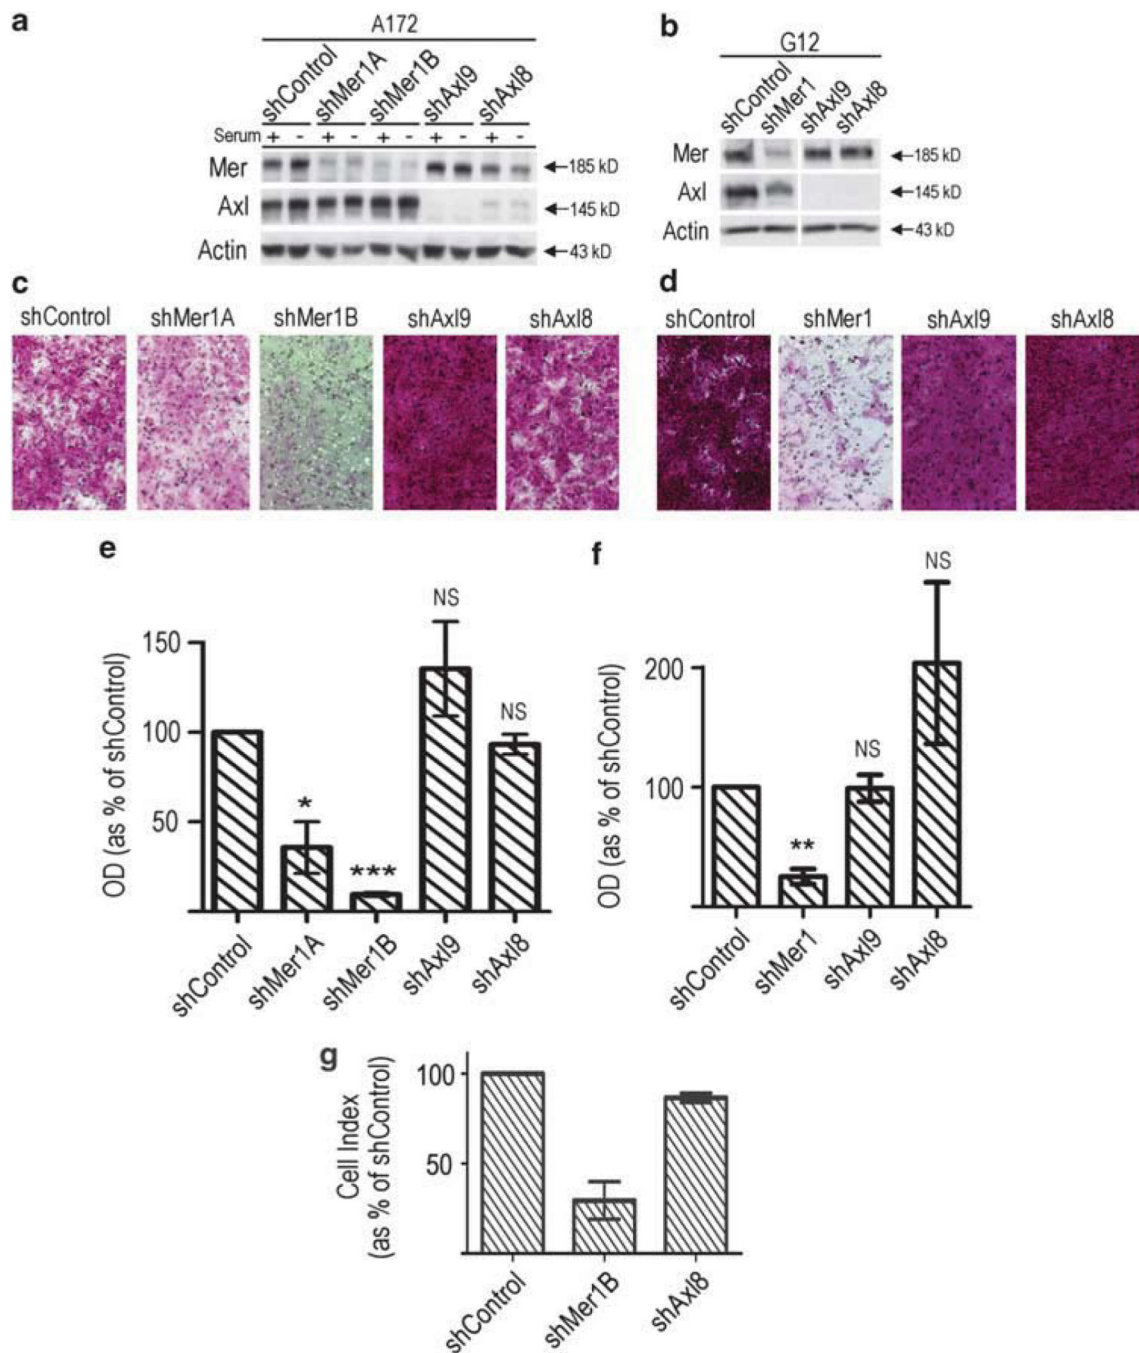 a
A172
shControl
shMer1A
shMer1B
shAxl9
shAxl8
Serum + - + - + - + - + -
Mer ←185 kD
Axl ←145 kD
Actin ←43 kD
b
G12
shControl
shMer1
shAxl9
shAxl8
Mer ←185 kD
Axl ←145 kD
Actin ←43 kD
c
shControl shMer1A shMer1B shAxl9 shAxl8
d
shControl shMer1 shAxl9 shAxl8
e
OD (as % of shControl)
150
100
50
*
***
NS
NS
shControl
shMer1A
shMer1B
shAxl9
shAxl8
f
OD (as % of shControl)
200
100
**
NS
NS
shControl
shMer1
shAxl9
shAxl8
g
Cell Index
(as % of shControl)
100
50
shControl
shMer1B
shAxl8